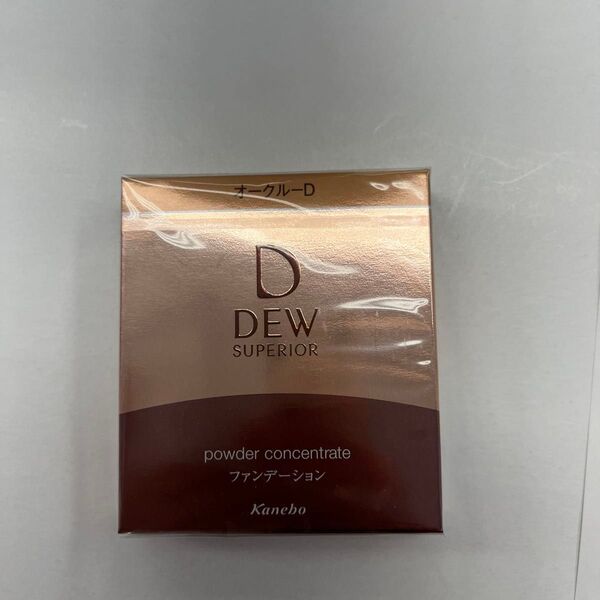 オークルーD
D
DEW
SUPERIOR
powder concentrate
ファンデーション
Kanebo